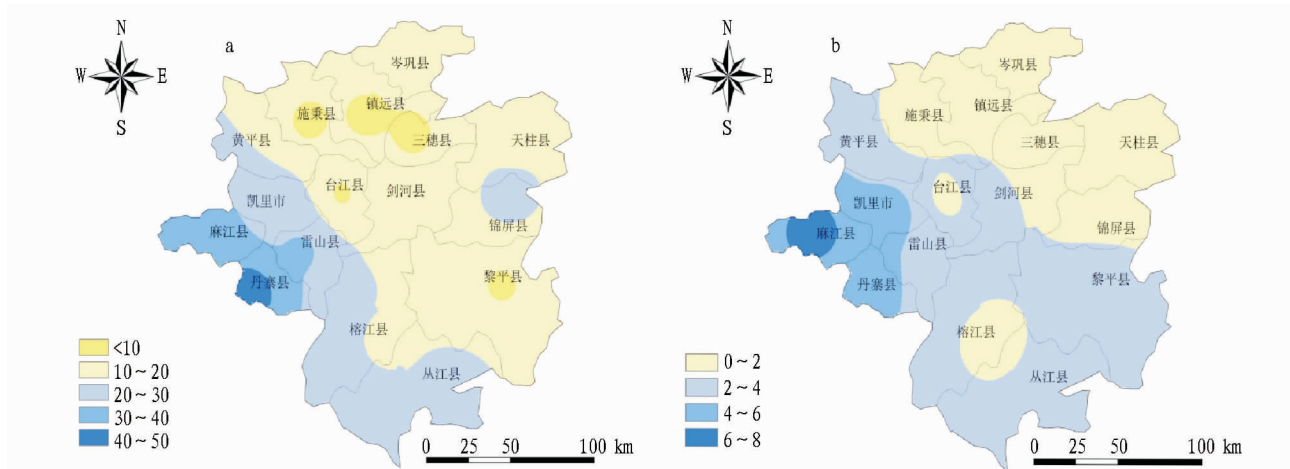 a
N
W
E
S
岑巩县
镇远县
施秉县
三穗县
天柱县
黄平县
台江县
剑河县
凯里市
锦屏县
麻江县
雷山县
丹寨县
黎平县
榕江县
从江县
<10
10~20
20~30
30~40
40~50
0 25 50 100 km
b
N
W
E
S
岑巩县
镇远县
施秉县
三穗县
天柱县
黄平县
台江县
剑河县
凯里市
锦屏县
麻江县
雷山县
丹寨县
黎平县
榕江县
从江县
0~2
2~4
4~6
6~8
0 25 50 100 km